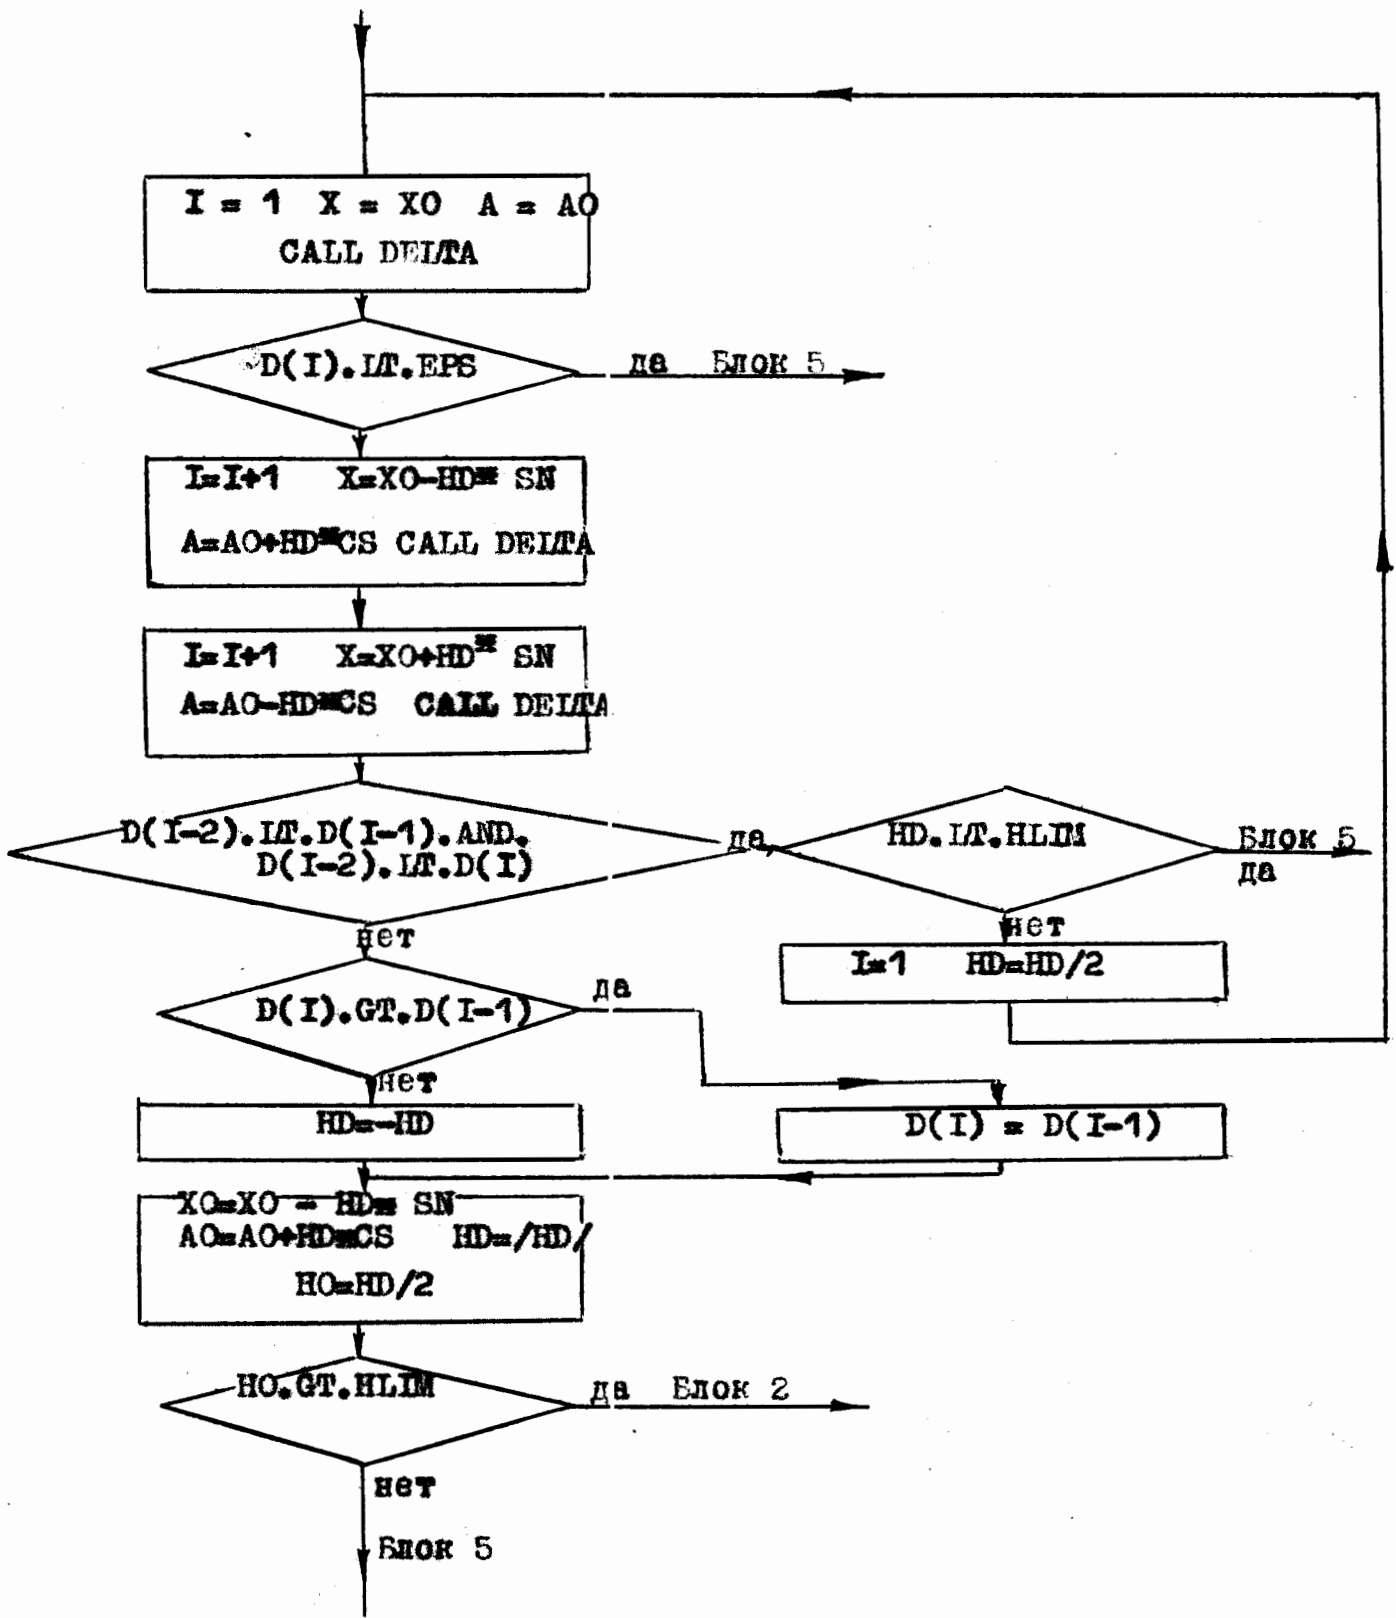 I = 1 X = XO A = AO
CALL DELTA
D(I).LT.EPS
да Блок 5
I=I+1 X=XO-HD* SN
A=AO+HD*CS CALL DELTA
I=I+1 X=XO+HD* SN
A=AO-HD*CS CALL DELTA
D(I-2).LT.D(I-1).AND.
D(I-2).LT.D(I)
да,
HD.LT.HLIM
Блок 5
да
нет
нет
I=1 HD=HD/2
D(I).GT.D(I-1)
да
нет
HD=-HD
D(I) = D(I-1)
XO=XO - HD* SN
AO=AO+HD*CS HD=/HD/
HO=HD/2
HO.GT.HLIM
да Блок 2
нет
Блок 5